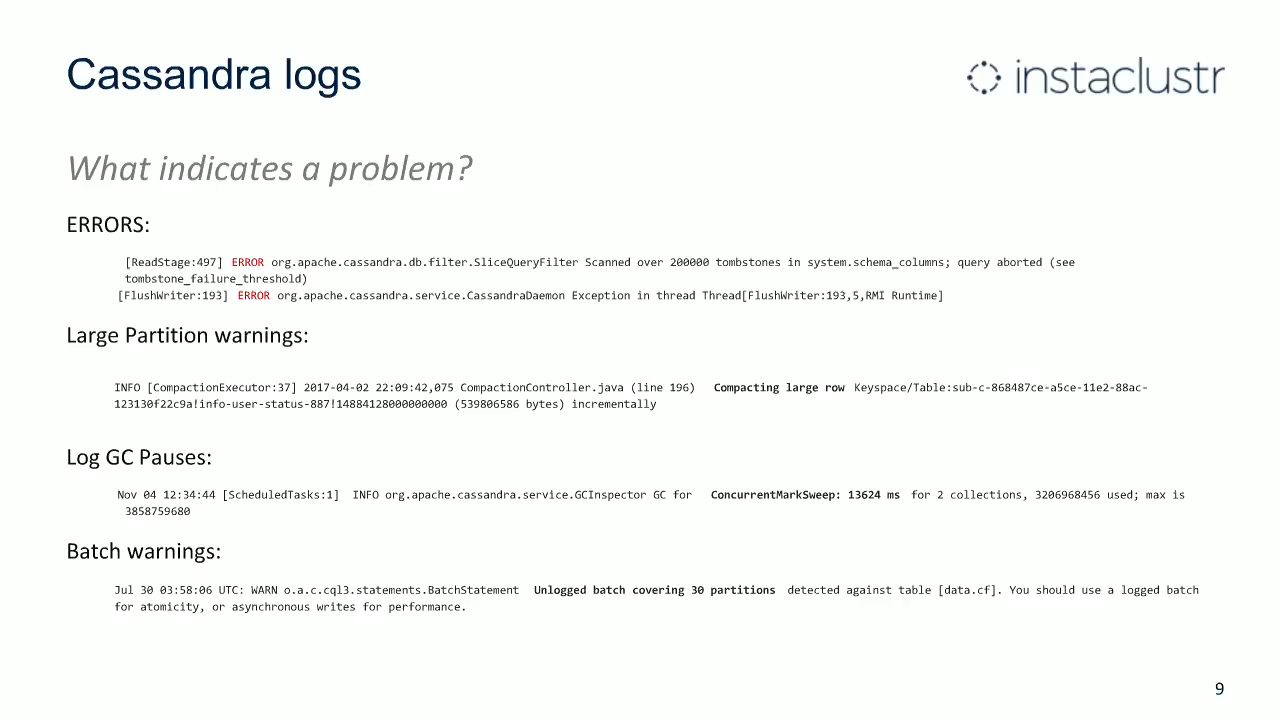 Cassandra logs
instaclustr
What indicates a problem?
ERRORS:
[ReadStage:497] ERROR org.apache.cassandra.db.filter.SliceQueryFilter Scanned over 200000 tombstones in system.schema_columns; query aborted (see
tombstone_failure_threshold)
[FlushWriter:193] ERROR org.apache.cassandra.service.CassandraDaemon Exception in thread Thread[FlushWriter:193,5,RMI Runtime]
Large Partition warnings:
INFO [CompactionExecutor:37] 2017-04-02 22:09:42,075 CompactionController.java (line 196) Compacting large row Keyspace/Table:sub-c-868487ce-a5ce-11e2-88ac-
123130f22c9a!info-user-status-887!14884128000000000 (539806586 bytes) incrementally
Log GC Pauses:
Nov 04 12:34:44 [ScheduledTasks:1] INFO org.apache.cassandra.service.GCInspector GC for ConcurrentMarkSweep: 13624 ms for 2 collections, 3206968456 used; max is
3858759680
Batch warnings:
Jul 30 03:58:06 UTC: WARN o.a.c.cql3.statements.BatchStatement Unlogged batch covering 30 partitions detected against table [data.cf]. You should use a logged batch
for atomicity, or asynchronous writes for performance.
9